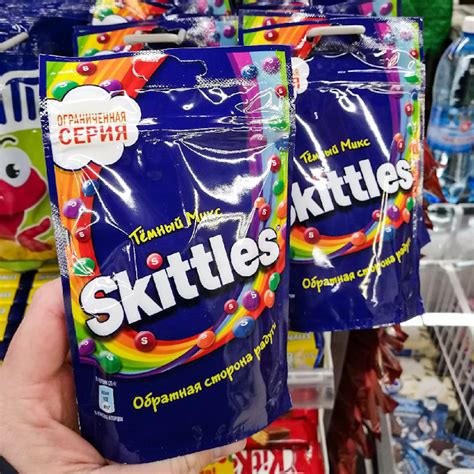 ОГРАНИЧЕННАЯ
СЕРИЯ
Тёмный Микс
Skittles
Обратная сторона радуги
Тёмный Микс
Skittles
Обратная сторона радуги